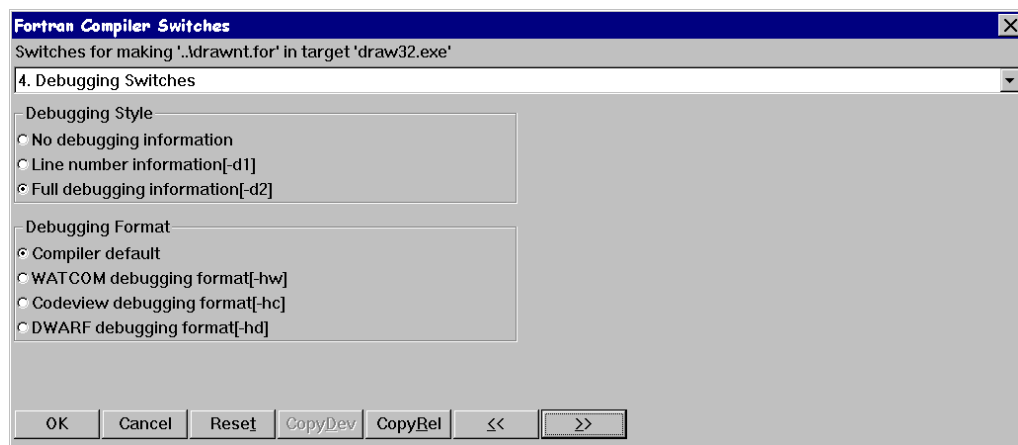 Fortran Compiler Switches
Switches for making '..\drawnt.for' in target 'draw32.exe'
4. Debugging Switches
Debugging Style
No debugging information
Line number information[-d1]
Full debugging information[-d2]
Debugging Format
Compiler default
WATCOM debugging format[-hw]
Codeview debugging format[-hc]
DWARF debugging format[-hd]
OK Cancel Reset CopyDev CopyRel << >>